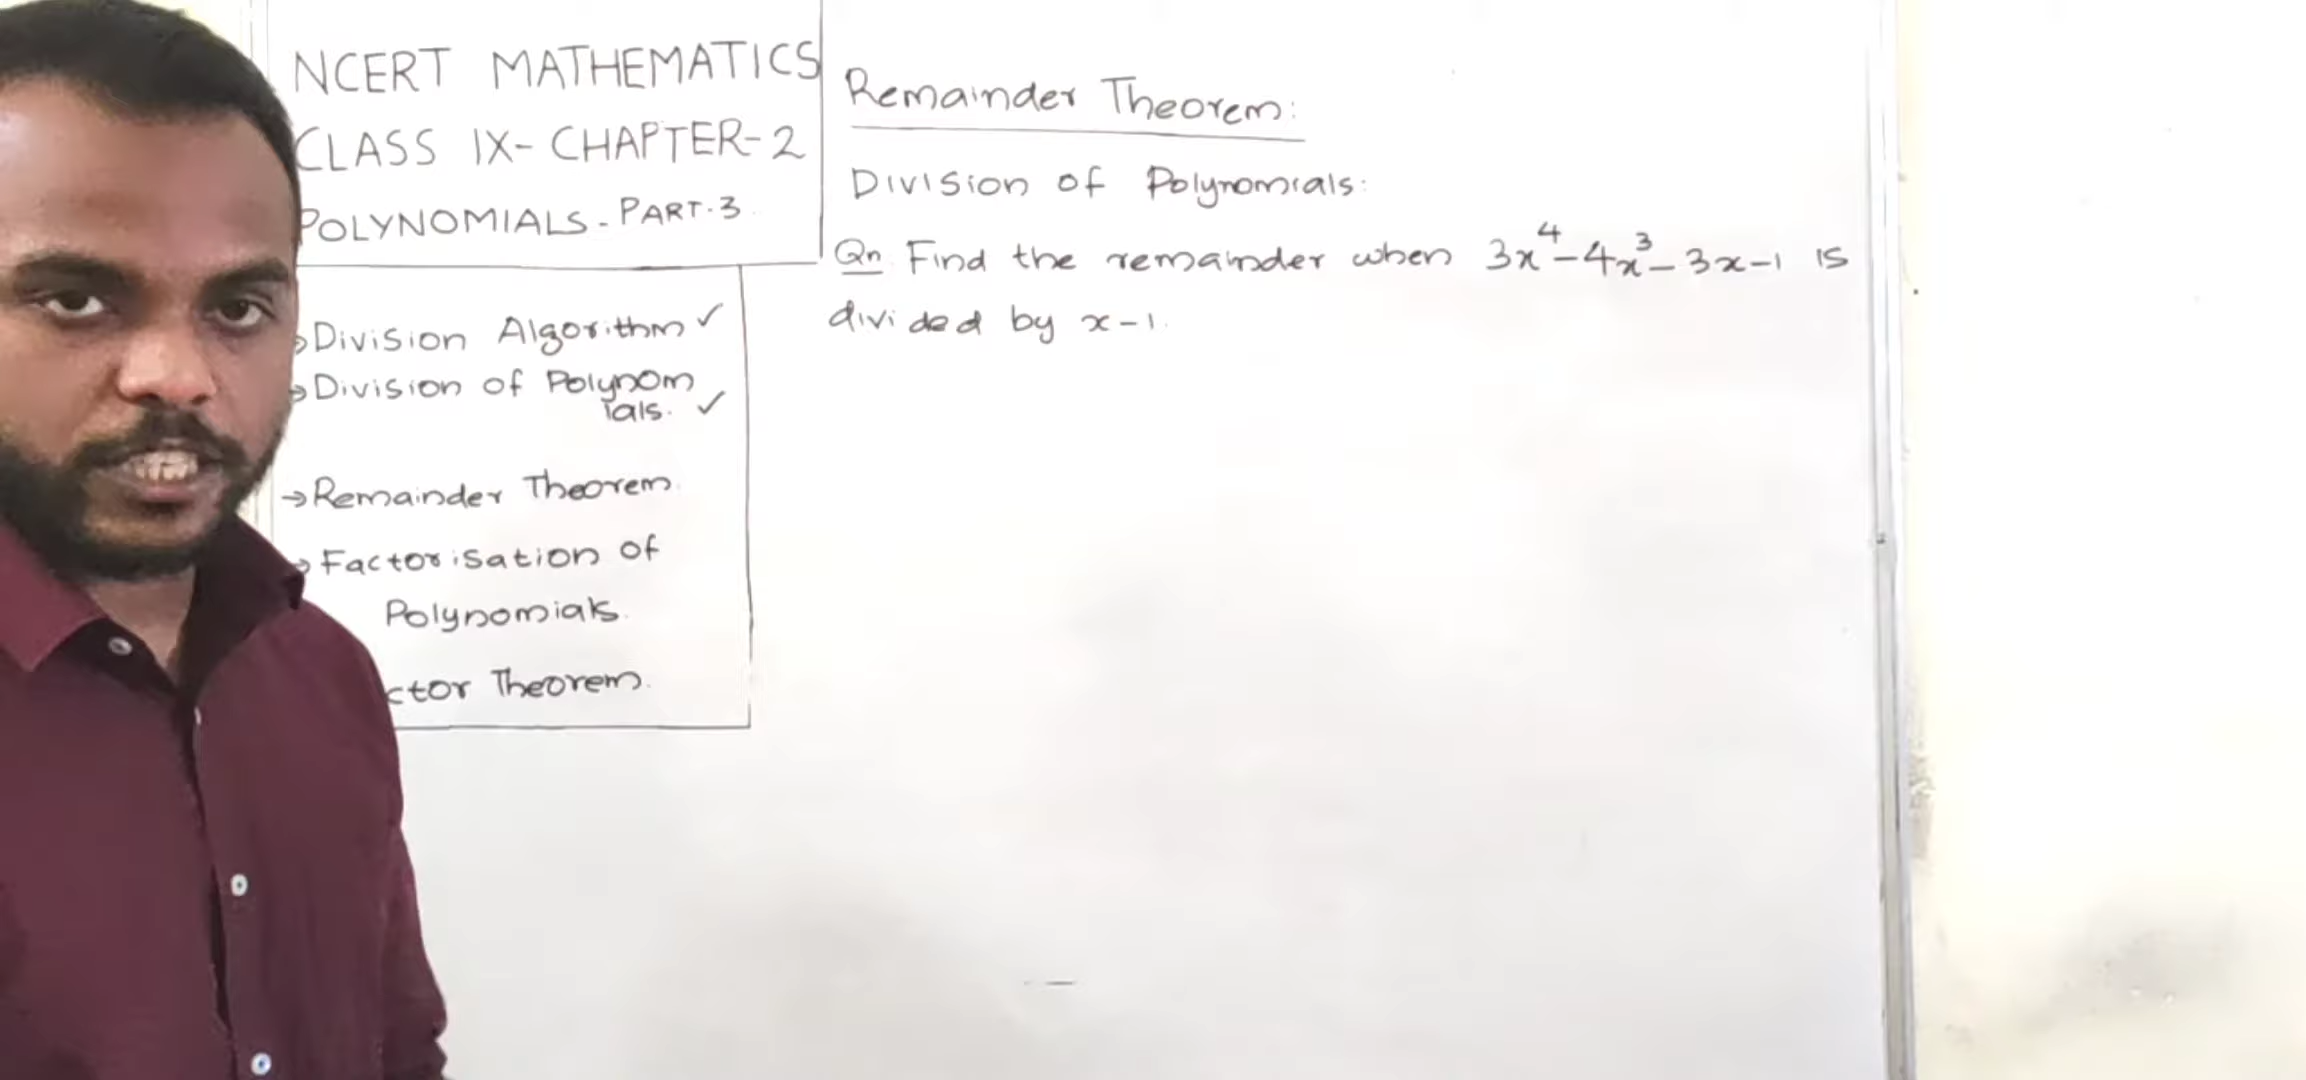 NCERT MATHEMATICS
CLASS IX - CHAPTER-2
POLYNOMIALS - PART-3
→ Division Algorithm ✓
→ Division of Polynom
ials. ✓
→ Remainder Theorem.
→ Factorisation of
Polynomials.
Theorem.
Remainder Theorem:
Division of Polynomials:
Qn. Find the remainder when 3x⁴-4x³-3x-1 is
divided by x-1.